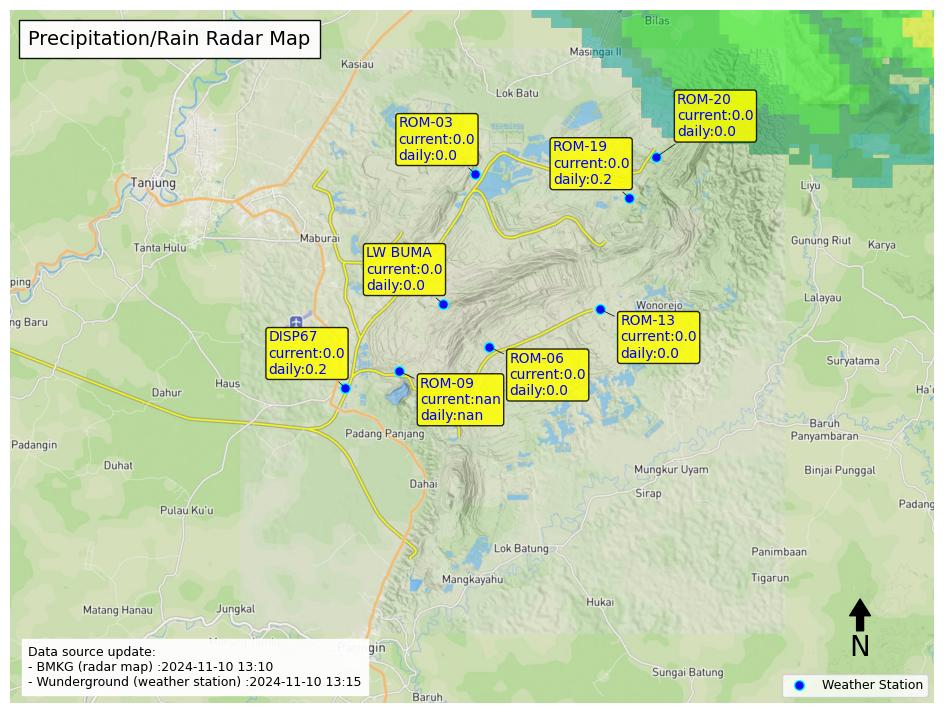 Precipitation/Rain Radar Map
Bilas
Masingai II
Kasiau
Lok Batu
ROM-20
current:0.0
daily:0.0
ROM-03
current:0.0
daily:0.0
ROM-19
current:0.0
daily:0.2
Tanjung
Liyu
Maburai
Tanta Hulu
Gunung Riut
Karya
LW BUMA
current:0.0
daily:0.0
ping
Lalayau
Wonorejo
ng Baru
ROM-13
current:0.0
daily:0.0
DISP67
current:0.0
daily:0.2
ROM-06
current:0.0
daily:0.0
Suryatama
Haus
Dahur
Ha
ROM-09
current:nan
daily:nan
Baruh
Panyambaran
Padang Panjang
Padangin
Duhat
Mungkur Uyam
Binjai Punggal
Dahai
Sirap
Padang
Pulau Ku'u
Lok Batung
Panimbaan
Mangkayahu
Tigarun
Hukai
Matang Hanau
Jungkal
N
Data source update:
- BMKG (radar map) :2024-11-10 13:10
- Wunderground (weather station) :2024-11-10 13:15
Sungai Batung
Baruh
Weather Station